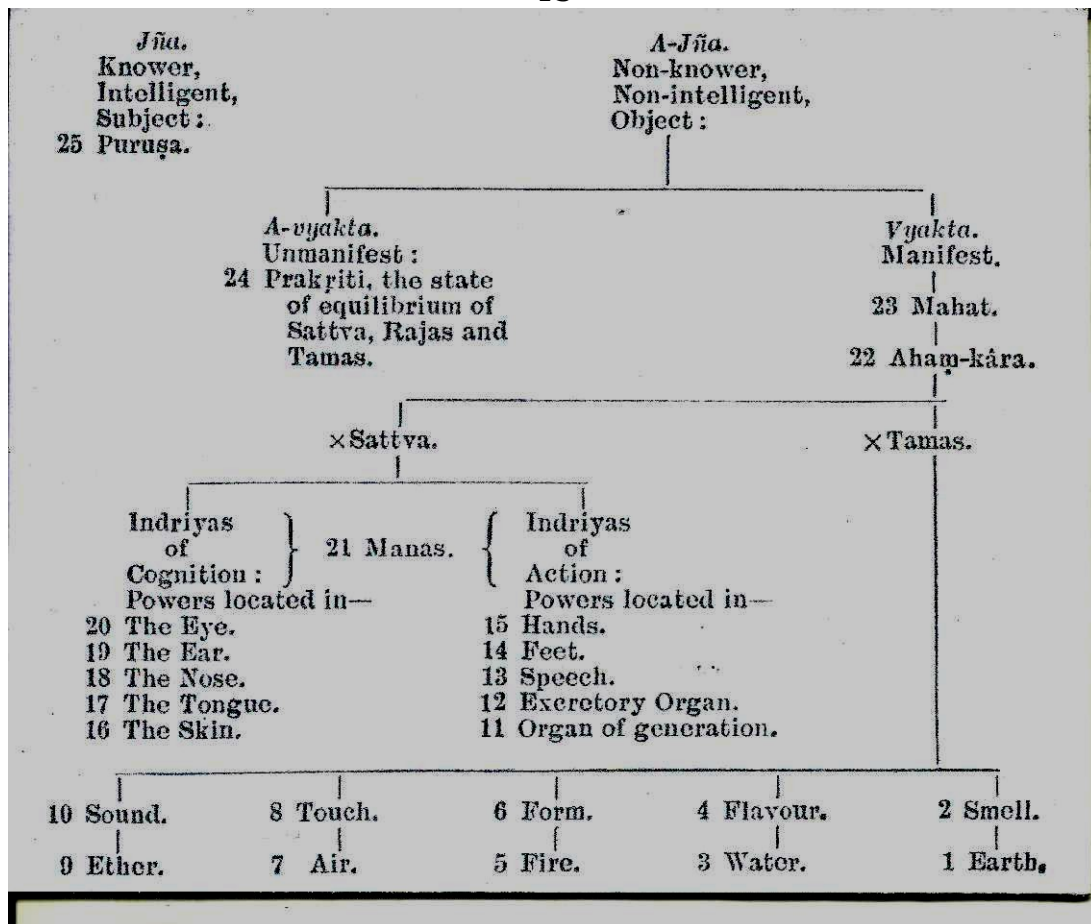 Jña.
Knower,
Intelligent,
Subject:
25 Puruṣa.
A-Jña.
Non-knower,
Non-intelligent,
Object:
A-vyakta.
Unmanifest:
24 Prakṛiti, the state
of equilibrium of
Sattva, Rajas and
Tamas.
Vyakta.
Manifest.
23 Mahat.
22 Ahaṃ-kâra.
×Sattva.
×Tamas.
Indriyas
of
Cognition:
Powers located in—
20 The Eye.
19 The Ear.
18 The Nose.
17 The Tongue.
16 The Skin.
21 Manas.
Indriyas
of
Action:
Powers located in—
15 Hands.
14 Feet.
13 Speech.
12 Excretory Organ.
11 Organ of generation.
10 Sound. 8 Touch. 6 Form. 4 Flavour. 2 Smell.
9 Ether. 7 Air. 5 Fire. 3 Water. 1 Earth.